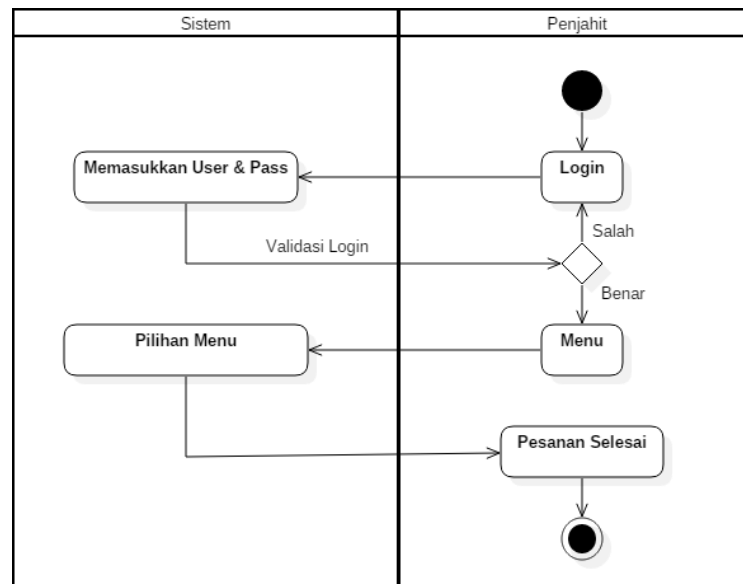 Sistem
Penjahit
Memasukkan User & Pass
Login
Salah
Validasi Login
Benar
Pilihan Menu
Menu
Pesanan Selesai